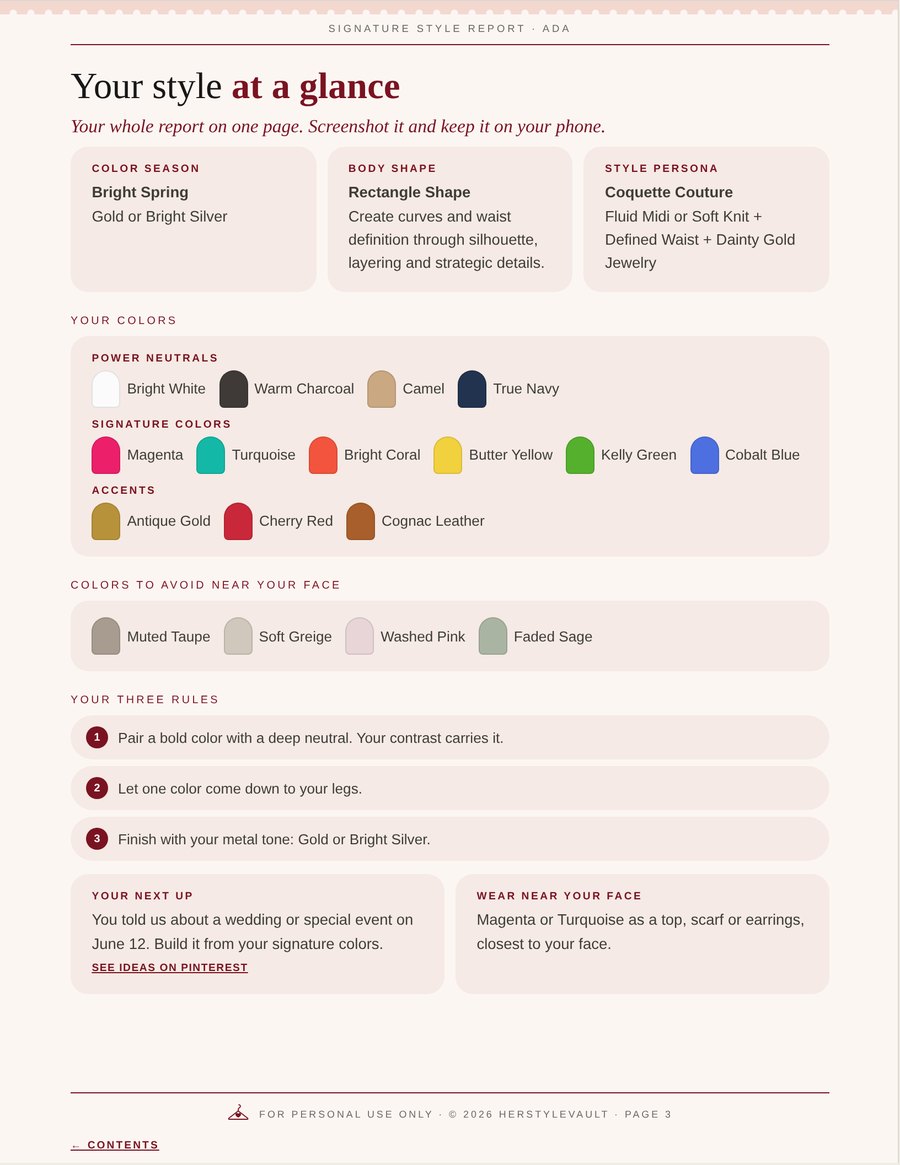 SIGNATURE STYLE REPORT · ADA
Your style at a glance
Your whole report on one page. Screenshot it and keep it on your phone.
COLOR SEASON
Bright Spring
Gold or Bright Silver
BODY SHAPE
Rectangle Shape
Create curves and waist
definition through silhouette,
layering and strategic details.
STYLE PERSONA
Coquette Couture
Fluid Midi or Soft Knit +
Defined Waist + Dainty Gold
Jewelry
YOUR COLORS
POWER NEUTRALS
Bright White Warm Charcoal Camel True Navy
SIGNATURE COLORS
Magenta Turquoise Bright Coral Butter Yellow Kelly Green Cobalt Blue
ACCENTS
Antique Gold Cherry Red Cognac Leather
COLORS TO AVOID NEAR YOUR FACE
Muted Taupe Soft Greige Washed Pink Faded Sage
YOUR THREE RULES
1 Pair a bold color with a deep neutral. Your contrast carries it.
2 Let one color come down to your legs.
3 Finish with your metal tone: Gold or Bright Silver.
YOUR NEXT UP
You told us about a wedding or special event on
June 12. Build it from your signature colors.
SEE IDEAS ON PINTEREST
WEAR NEAR YOUR FACE
Magenta or Turquoise as a top, scarf or earrings,
closest to your face.
FOR PERSONAL USE ONLY · © 2026 HERSTYLEVAULT · PAGE 3
← CONTENTS